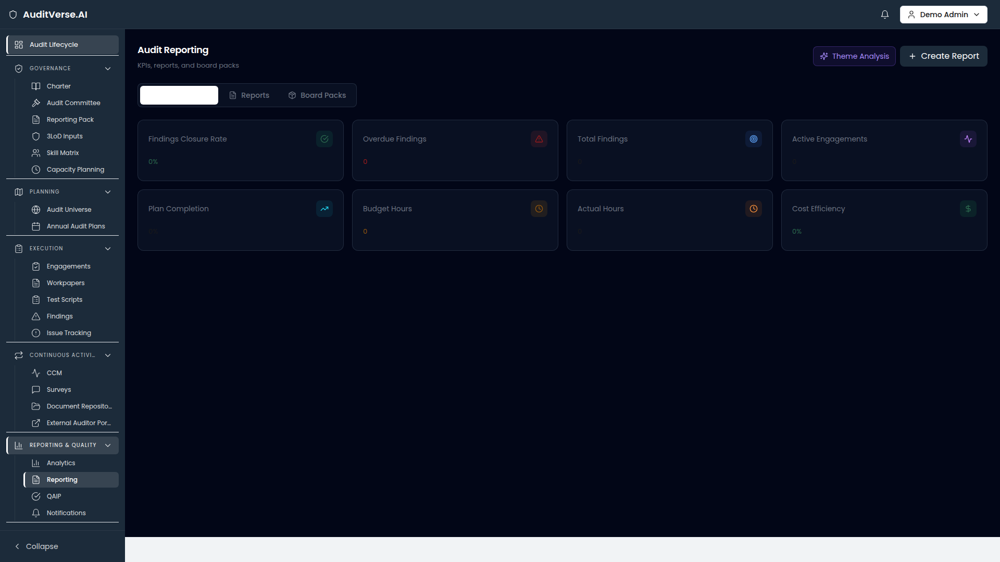 AuditVerse.AI
Demo Admin
Audit Lifecycle
GOVERNANCE
Charter
Audit Committee
Reporting Pack
3LoD Inputs
Skill Matrix
Capacity Planning
PLANNING
Audit Universe
Annual Audit Plans
EXECUTION
Engagements
Workpapers
Test Scripts
Findings
Issue Tracking
CONTINUOUS ACTIVI...
CCM
Surveys
Document Reposito...
External Auditor Por...
REPORTING & QUALITY
Analytics
Reporting
QAIP
Notifications
Collapse
Audit Reporting
KPIs, reports, and board packs
Theme Analysis
Create Report
Reports
Board Packs
Findings Closure Rate
0%
Overdue Findings
0
Total Findings
0
Active Engagements
0
Plan Completion
0%
Budget Hours
0
Actual Hours
0
Cost Efficiency
0%